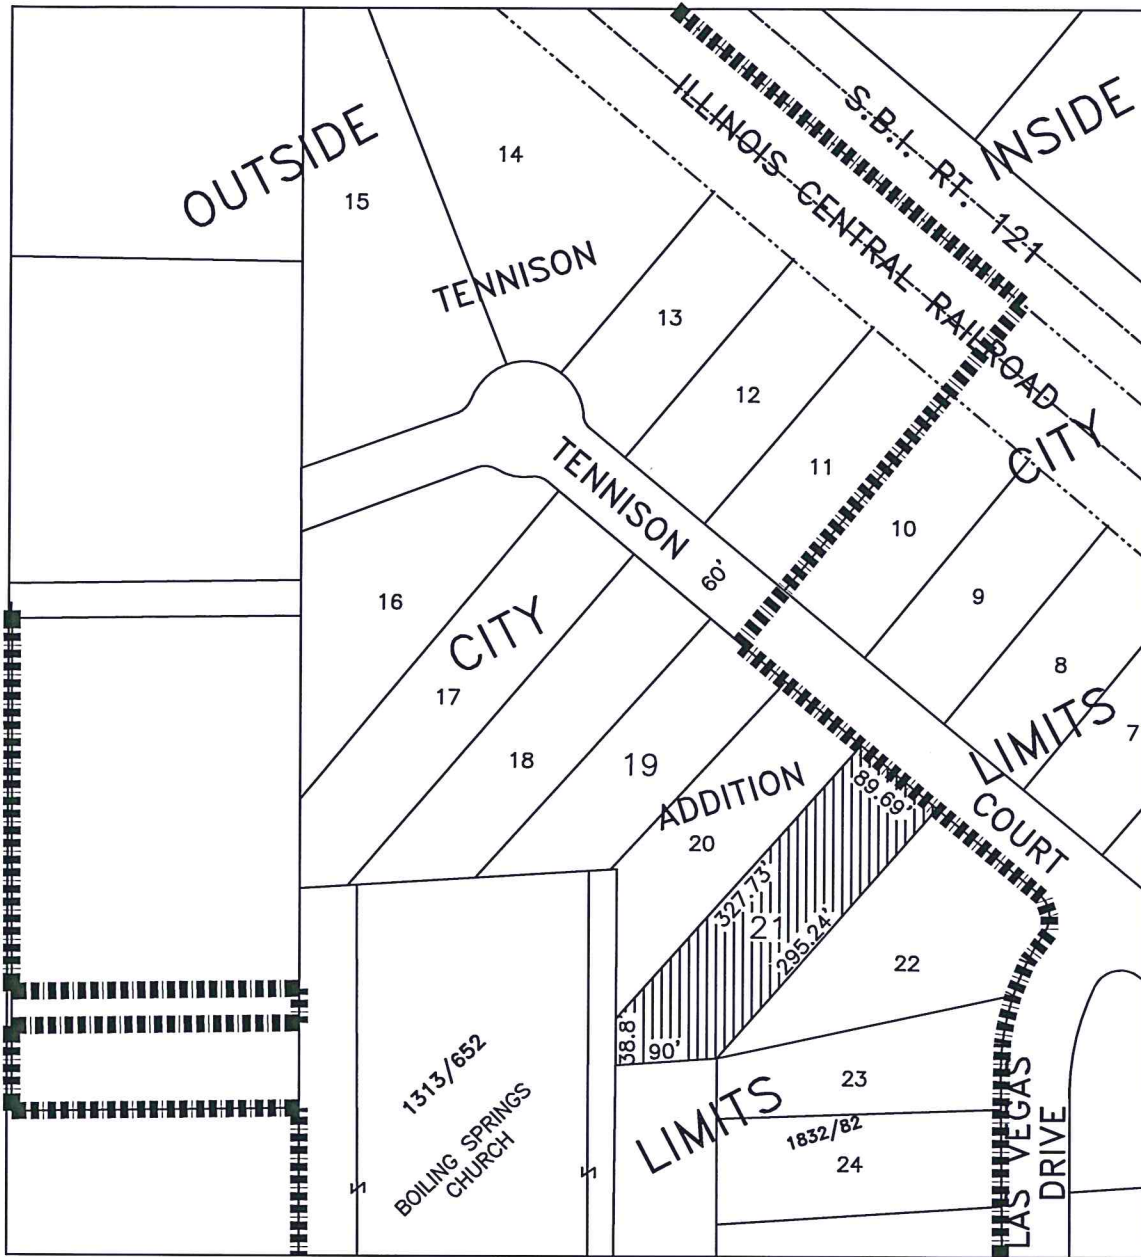 OUTSIDE
S.B.I. RT. 121
INSIDE
ILLINOIS CENTRAL RAILROAD
14
15
TENNISON
13
12
11
CITY
10
9
8
7
TENNISON 60'
COURT
16
CITY
17
18
19
LIMITS
ADDITION
20
89.69'
327.73'
21
295.24'
22
38.8'
90'
1313/652
BOILING SPRINGS
CHURCH
LIMITS
23
1832/82
24
LAS VEGAS
DRIVE